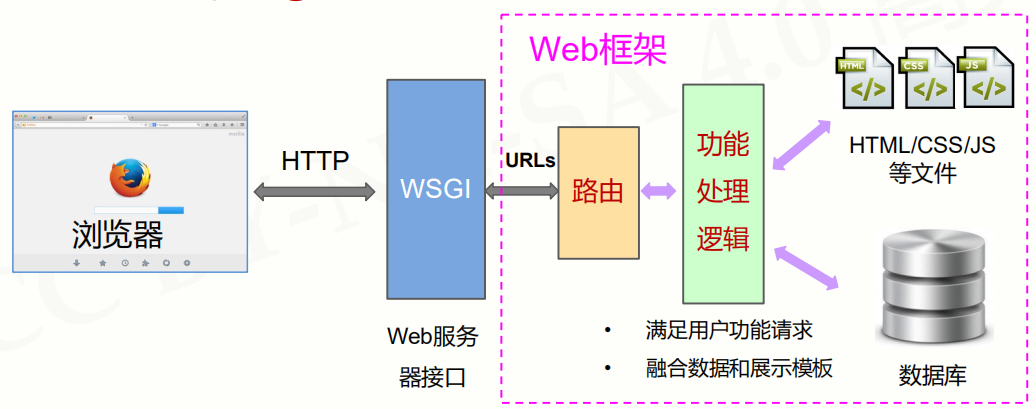 Web框架
HTML
CSS
JS
HTTP
WSGI
URLs
路由
功能
处理
逻辑
HTML/CSS/JS
等文件
浏览器
Web服务
器接口
• 满足用户功能请求
• 融合数据和展示模板
数据库